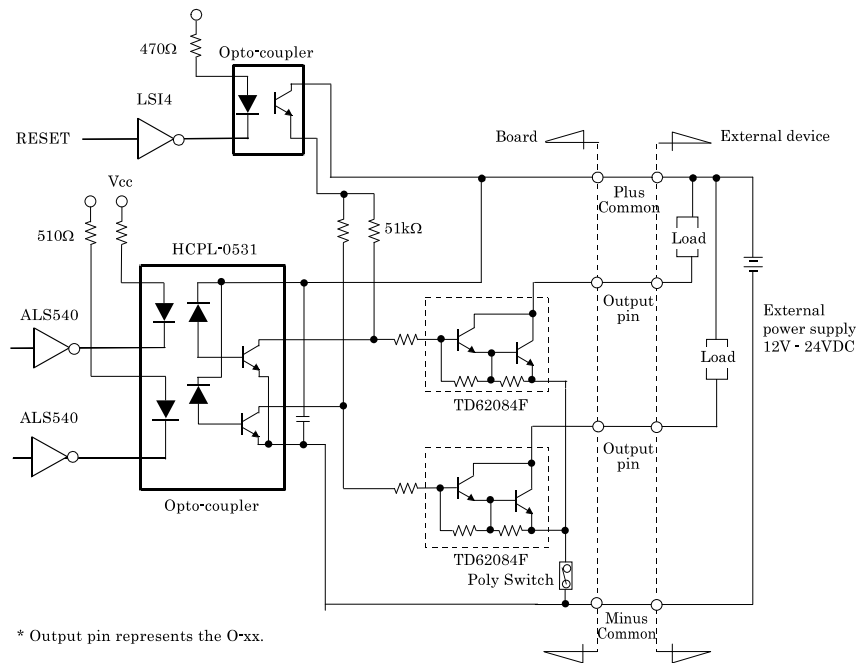 470Ω
Opto-coupler
LSI4
RESET
Board
External device
Vcc
Plus
Common
510Ω
51kΩ
Load
HCPL-0531
ALS540
Output
pin
External
power supply
12V - 24VDC
Load
TD62084F
ALS540
Output
pin
Opto-coupler
TD62084F
Poly Switch
Minus
Common
* Output pin represents the O-xx.